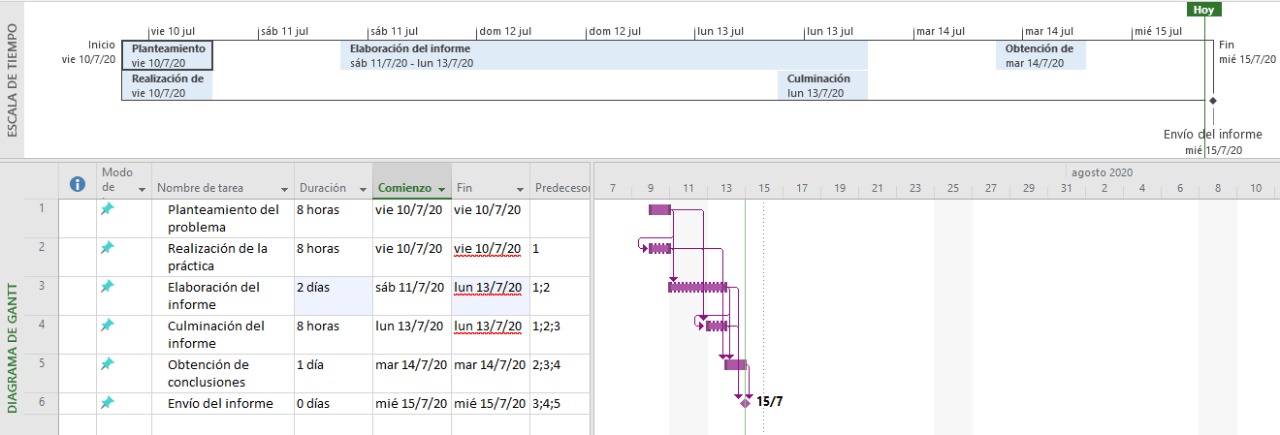 ESCALA DE TIEMPO
Hoy
vie 10 jul
sáb 11 jul
sáb 11 jul
dom 12 jul
dom 12 jul
lun 13 jul
lun 13 jul
mar 14 jul
mar 14 jul
mié 15 jul
Inicio
vie 10/7/20
Planteamiento
vie 10/7/20
Elaboración del informe
sáb 11/7/20 - lun 13/7/20
Obtención de
mar 14/7/20
Fin
mié 15/7/20
Realización de
vie 10/7/20
Culminación
lun 13/7/20
Envío del informe
mié 15/7/20
DIAGRAMA DE GANTT
Modo
de
Nombre de tarea
Duración
Comienzo
Fin
Predecesor
agosto 2020
7 9 11 13 15 17 19 21 23 25 27 29 31 2 4 6 8 10
1 Planteamiento del
problema
8 horas vie 10/7/20 vie 10/7/20
2 Realización de la
práctica
8 horas vie 10/7/20 vie 10/7/20 1
3 Elaboración del
informe
2 días sáb 11/7/20 lun 13/7/20 1;2
4 Culminación del
informe
8 horas lun 13/7/20 lun 13/7/20 1;2;3
5 Obtención de
conclusiones
1 día mar 14/7/20 mar 14/7/20 2;3;4
6 Envío del informe 0 días mié 15/7/20 mié 15/7/20 3;4;5
15/7